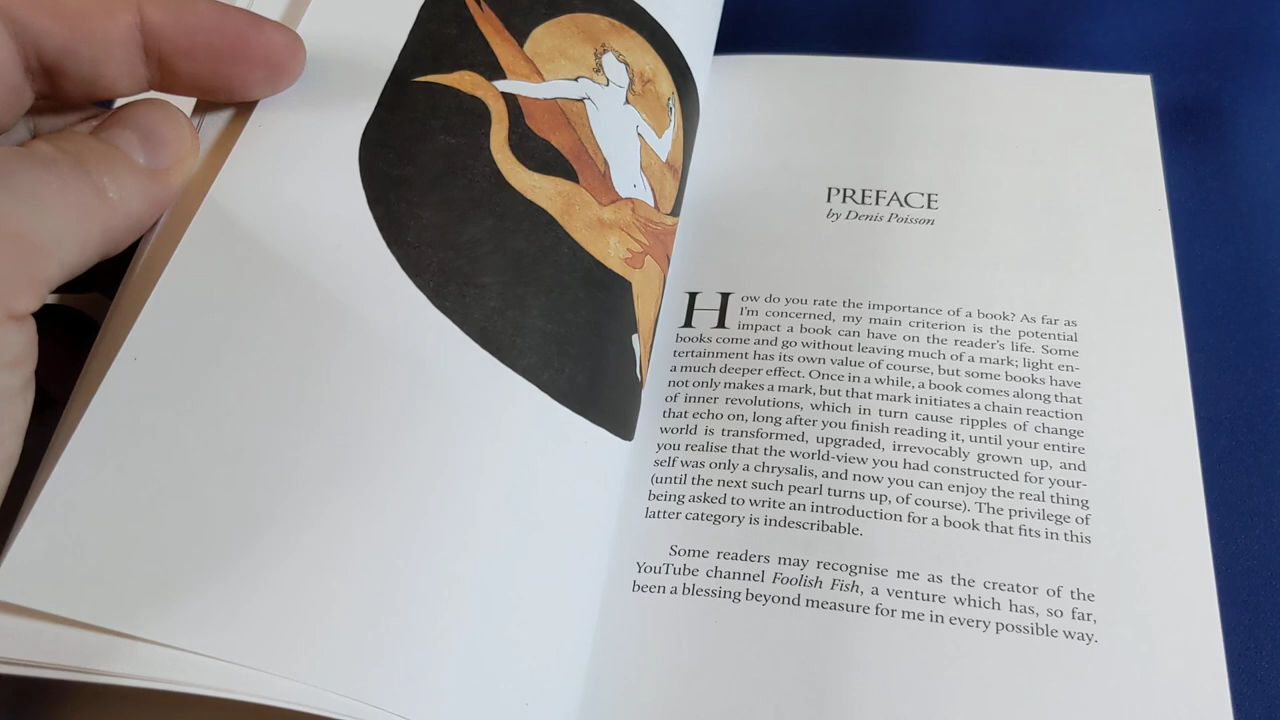 PREFACE
by Denis Poisson
How do you rate the importance of a book? As far as
I'm concerned, my main criterion is the potential
impact a book can have on the reader's life. Some
books come and go without leaving much of a mark; light en-
tertainment has its own value of course, but some books have
a much deeper effect. Once in a while, a book comes along that
not only makes a mark, but that mark initiates a chain reaction
of inner revolutions, which in turn cause ripples of change
that echo on, long after you finish reading it, until your entire
world is transformed, upgraded, irrevocably grown up, and
you realise that the world-view you had constructed for your-
self was only a chrysalis, and now you can enjoy the real thing
(until the next such pearl turns up, of course). The privilege of
being asked to write an introduction for a book that fits in this
latter category is indescribable.
Some readers may recognise me as the creator of the
YouTube channel Foolish Fish, a venture which has, so far,
been a blessing beyond measure for me in every possible way.